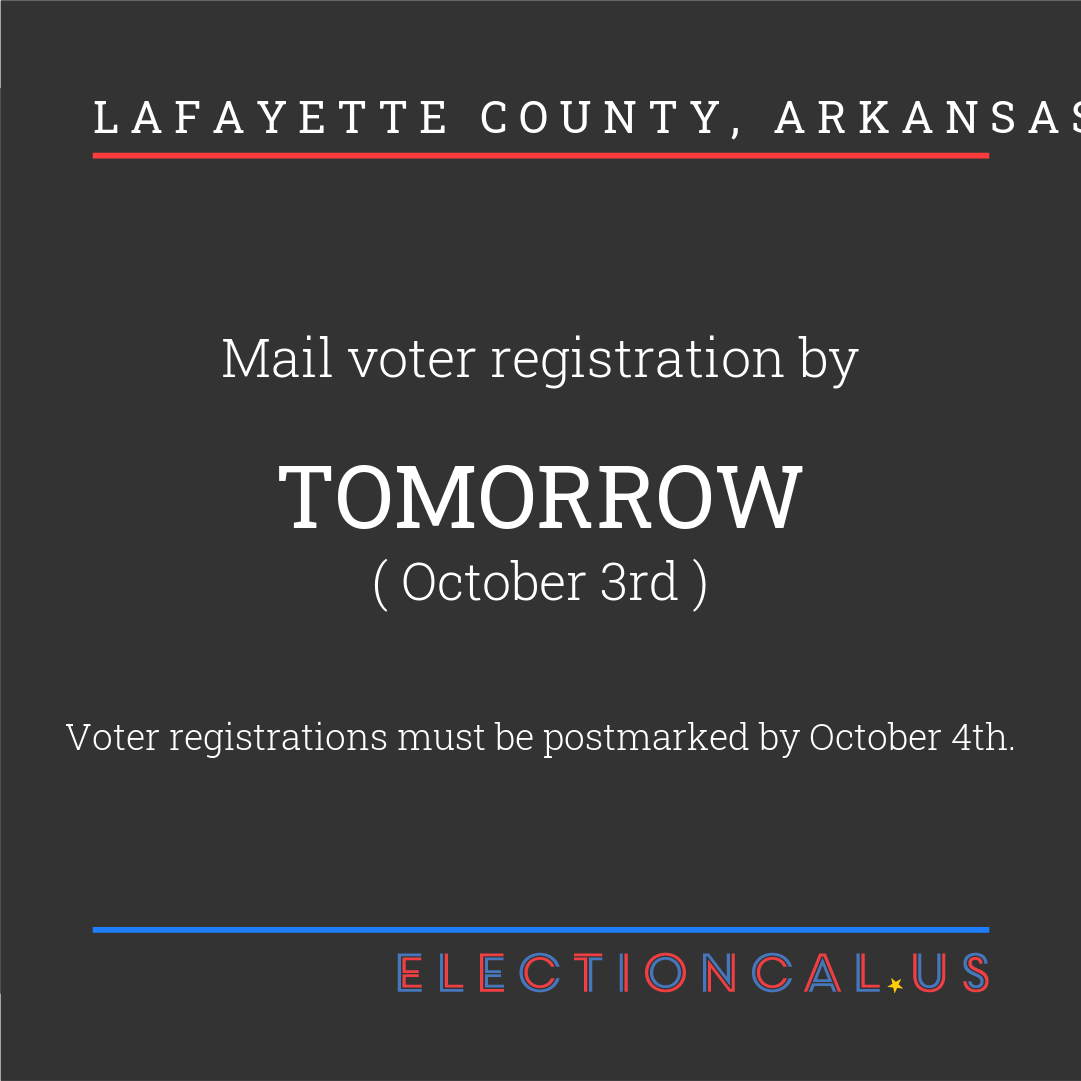 LAFAYETTE COUNTY, ARKANSAS
Mail voter registration by
TOMORROW
( October 3rd )
Voter registrations must be postmarked by October 4th.
ELECTIONCAL.US